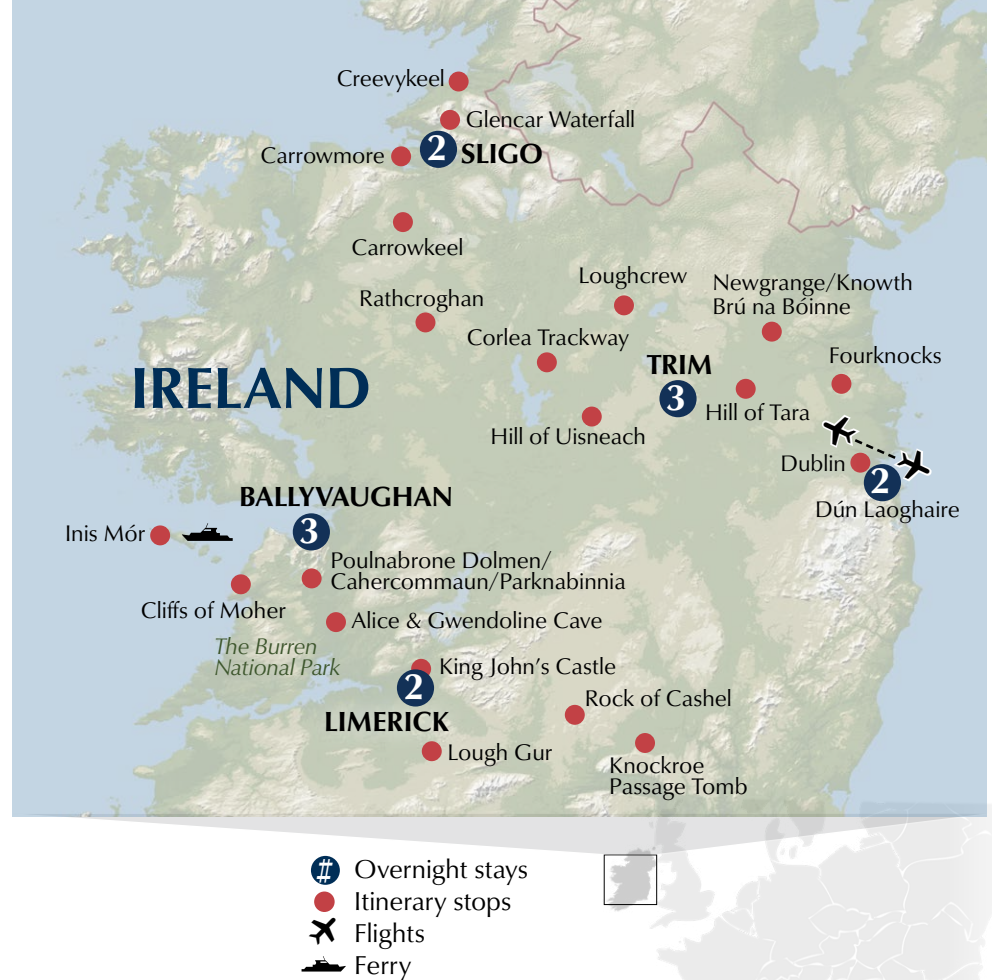 Creevykeel
Glencar Waterfall
2 SLIGO
Carrowmore
Carrowkeel
Loughcrew
Newgrange/Knowth
Brú na Bóinne
Rathcroghan
Corlea Trackway
Fourknocks
TRIM
3
IRELAND
Hill of Tara
Hill of Uisneach
Dublin
2
Dún Laoghaire
BALLYVAUGHAN
3
Inis Mór
Poulnabrone Dolmen/
Cahercommaun/Parknabinnia
Cliffs of Moher
Alice & Gwendoline Cave
The Burren
National Park
King John’s Castle
2
LIMERICK
Rock of Cashel
Lough Gur
Knockroe
Passage Tomb
# Overnight stays
Itinerary stops
Flights
Ferry